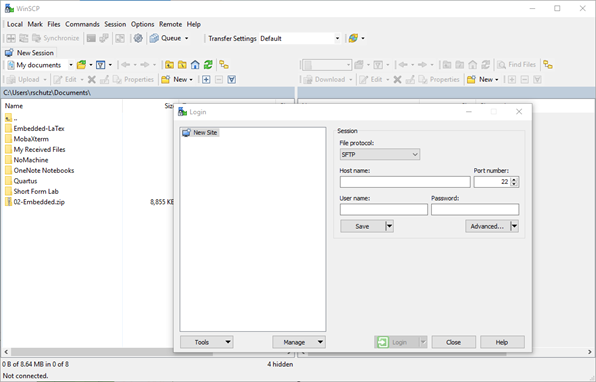 WinSCP
Local Mark Files Commands Session Options Remote Help
Synchronize Queue Transfer Settings Default
New Session
My documents Find Files
Upload Edit Properties New Download Edit Properties New
C:\Users\rschutz\Documents\
Name
Login
..
Embedded-LaTex
MobaXterm
My Received Files
NoMachine
OneNote Notebooks
Quartus
Short Form Lab
02-Embedded.zip 8,855 KB
New Site
Session
File protocol:
SFTP
Host name: Port number:
22
User name: Password:
Save Advanced...
Tools Manage Login Close Help
0 B of 8.64 MB in 0 of 8 4 hidden
Not connected.